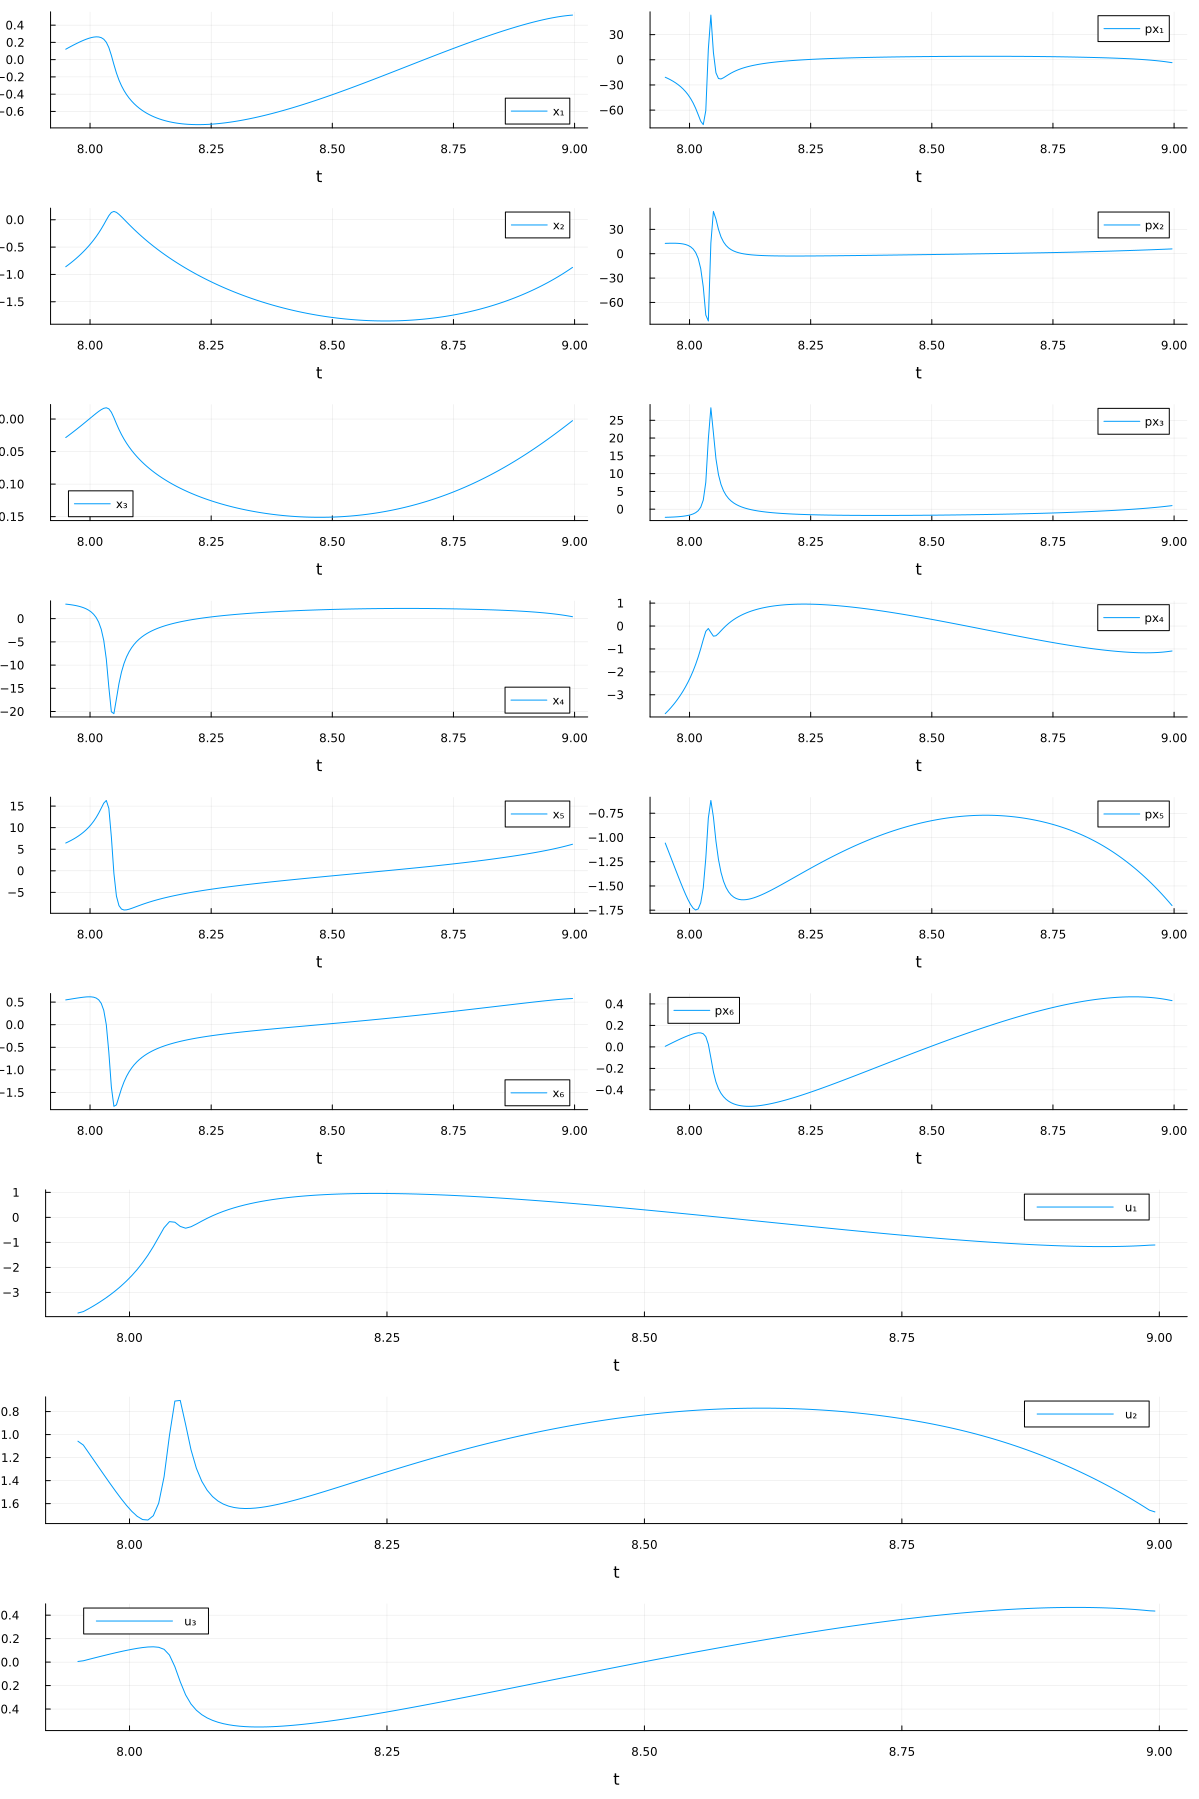 0.4 0.2 0.0 −0.2 −0.4 −0.6
x₁
8.00 8.25 8.50 8.75 9.00
t
30 0 −30 −60
px₁
8.00 8.25 8.50 8.75 9.00
t
0.0 −0.5 −1.0 −1.5
x₂
8.00 8.25 8.50 8.75 9.00
t
30 0 −30 −60
px₂
8.00 8.25 8.50 8.75 9.00
t
0.00 0.05 0.10 0.15
x₃
8.00 8.25 8.50 8.75 9.00
t
25 20 15 10 5 0
px₃
8.00 8.25 8.50 8.75 9.00
t
0 −5 −10 −15 −20
x₄
8.00 8.25 8.50 8.75 9.00
t
1 0 −1 −2 −3
px₄
8.00 8.25 8.50 8.75 9.00
t
15 10 5 0 −5
x₅
8.00 8.25 8.50 8.75 9.00
t
−0.75 −1.00 −1.25 −1.50 −1.75
px₅
8.00 8.25 8.50 8.75 9.00
t
0.5 0.0 −0.5 −1.0 −1.5
x₆
8.00 8.25 8.50 8.75 9.00
t
0.4 0.2 0.0 −0.2 −0.4
px₆
8.00 8.25 8.50 8.75 9.00
t
1 0 −1 −2 −3
u₁
8.00 8.25 8.50 8.75 9.00
t
0.8 1.0 1.2 1.4 1.6
u₂
8.00 8.25 8.50 8.75 9.00
t
0.4 0.2 0.0 0.2 0.4
u₃
8.00 8.25 8.50 8.75 9.00
t